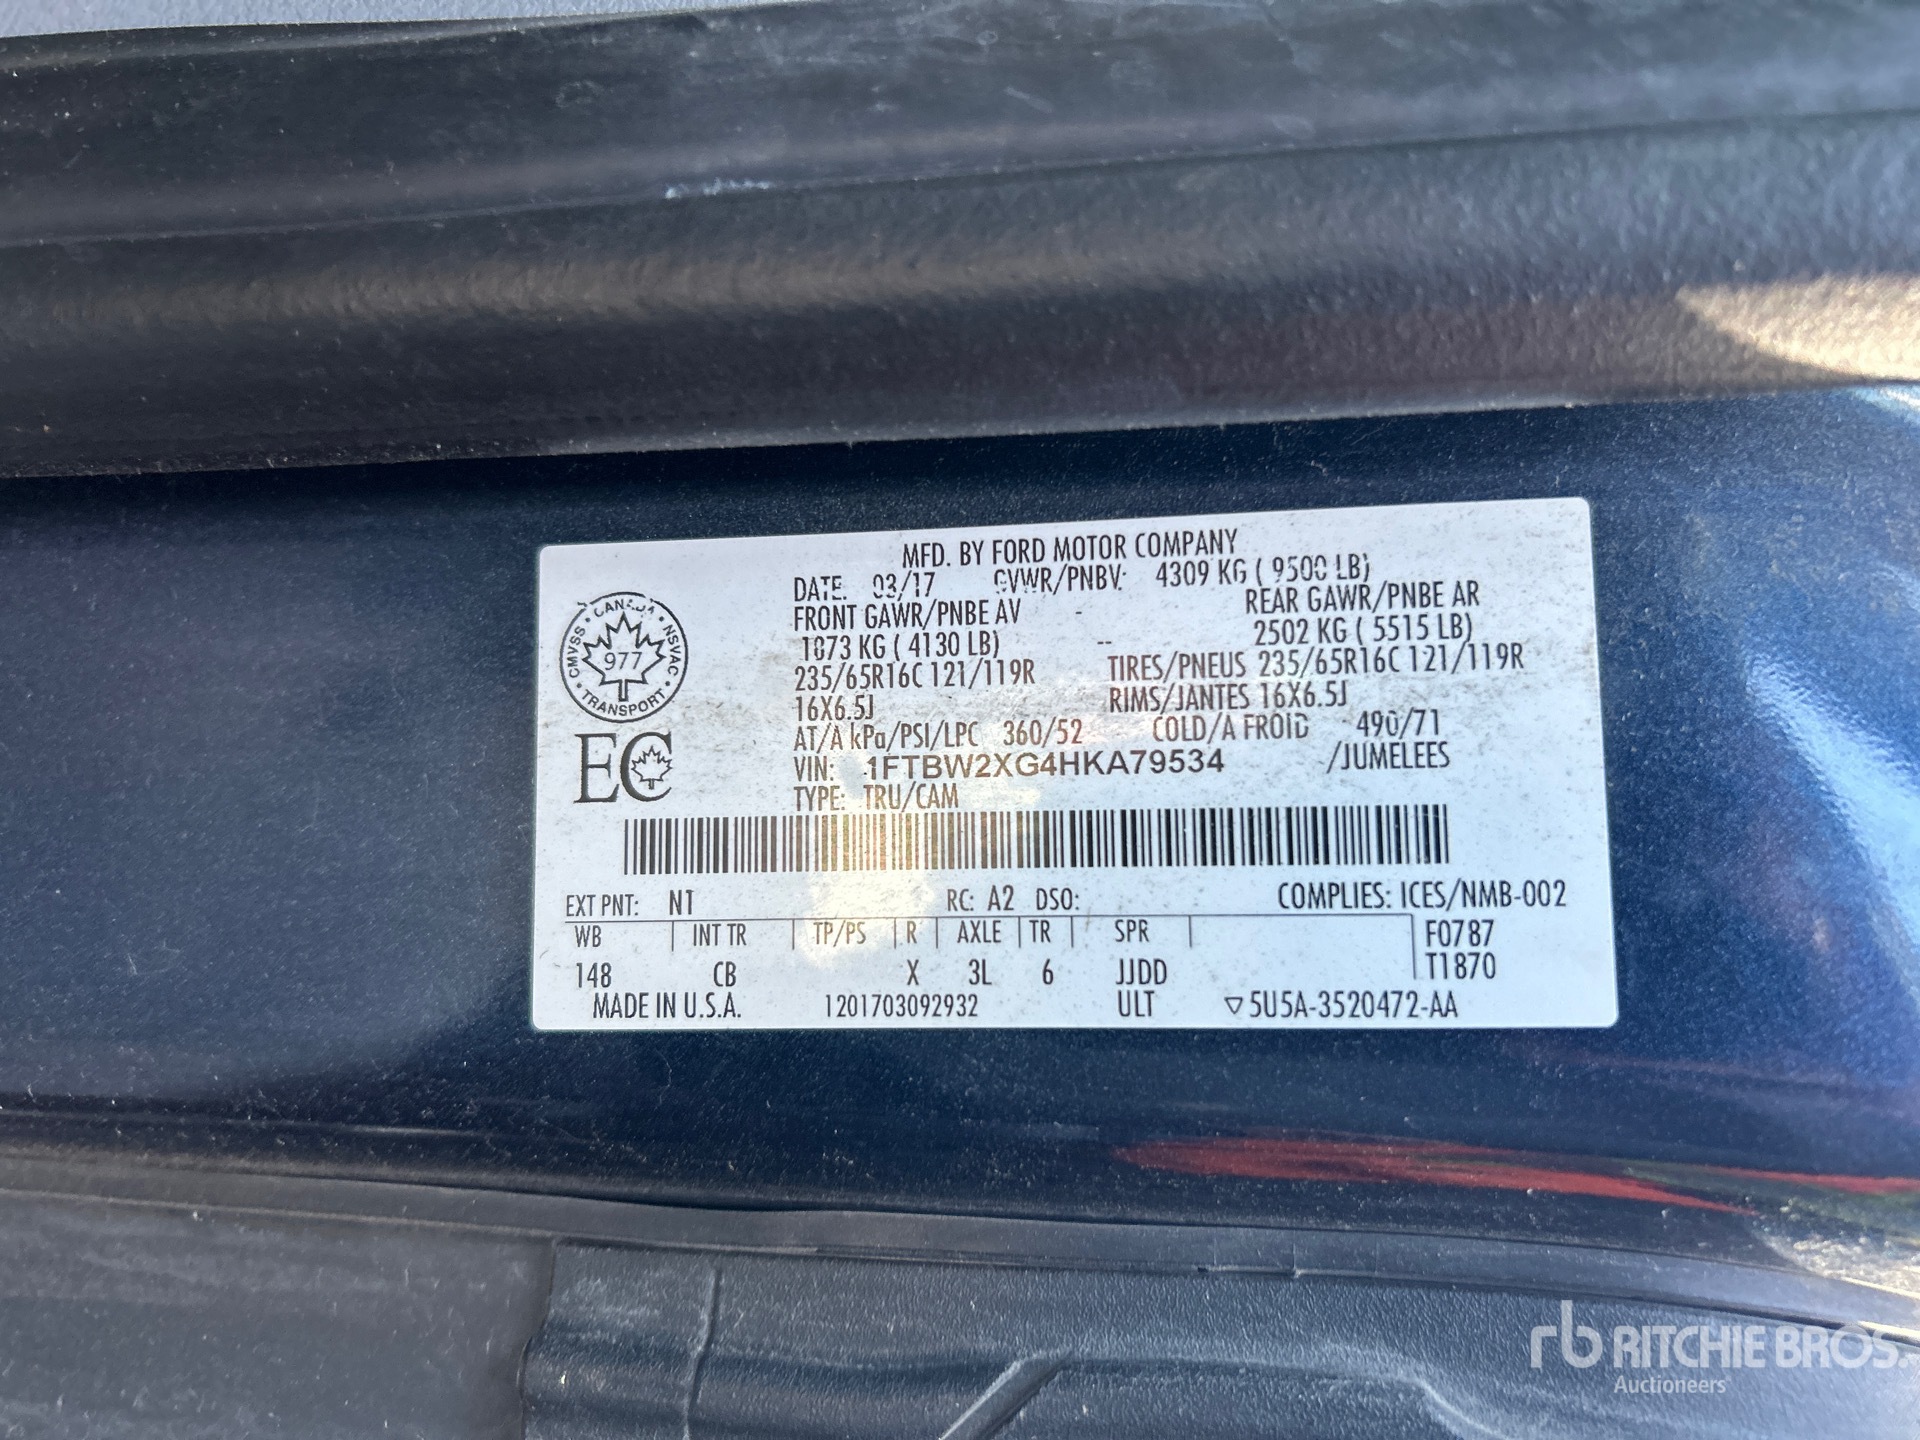 MFD. BY FORD MOTOR COMPANY
DATE: 03/17 GVWR/PNBV: 4309 KG ( 9500 LB)
FRONT GAWR/PNBE AV - REAR GAWR/PNBE AR
1873 KG ( 4130 LB) -- 2502 KG ( 5515 LB)
235/65R16C 121/119R TIRES/PNEUS 235/65R16C 121/119R
16X6.5J RIMS/JANTES 16X6.5J
AT/A kPa/PSI/LPC 360/52 COLD/A FROID 490/71
VIN: 1FTBW2XG4HKA79534 /JUMELEES
TYPE: TRU/CAM
CANADA
CMVSS NSVAC
977
TRANSPORT
EC
EXT PNT: N1 RC: A2 DSO: COMPLIES: ICES/NMB-002
WB INT TR TP/PS R AXLE TR SPR F0787
148 CB X 3L 6 JJDD T1870
MADE IN U.S.A. 1201703092932 ULT ▽5U5A-3520472-AA
rb RITCHIE BROS.
Auctioneers